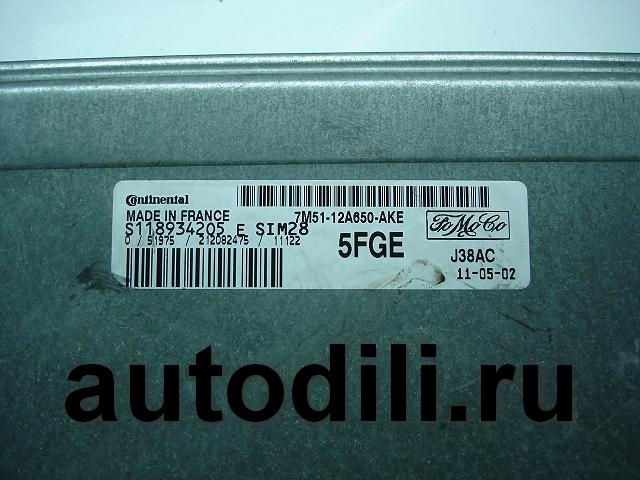 Continental
MADE IN FRANCE
7M51-12A650-AKE
S118934205 E SIM28
0 / 51975 / 212092475 / 11122
5FGE
FoMoCo
J38AC
11-05-02
autodili.ru